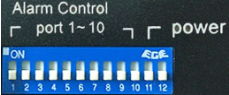 Alarm Control
port 1~10 power
ON ECE
1 2 3 4 5 6 7 8 9 10 11 12